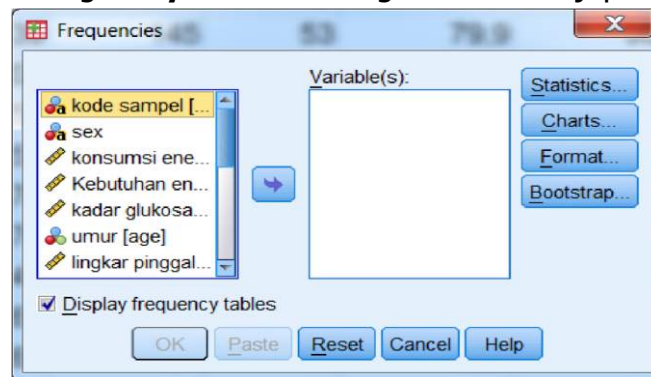 Frequencies
Variable(s):
kode sampel [...
sex
konsumsi ene...
Kebutuhan en...
kadar glukosa...
umur [age]
lingkar pinggal...
Statistics...
Charts...
Format...
Bootstrap...
Display frequency tables
OK Paste Reset Cancel Help